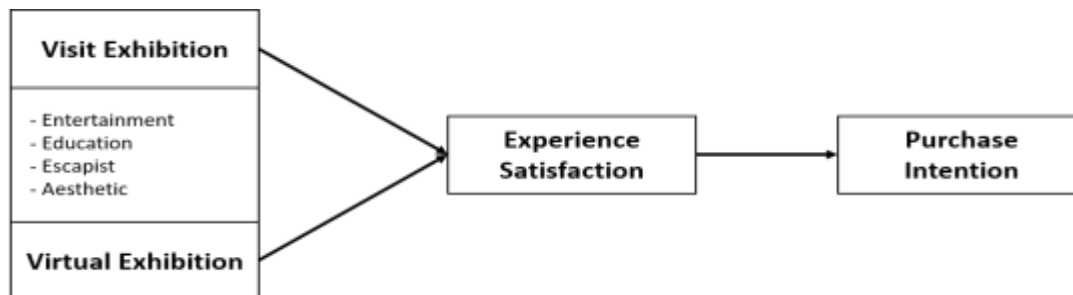 Visit Exhibition
- Entertainment
- Education
- Escapist
- Aesthetic
Virtual Exhibition
Experience
Satisfaction
Purchase
Intention